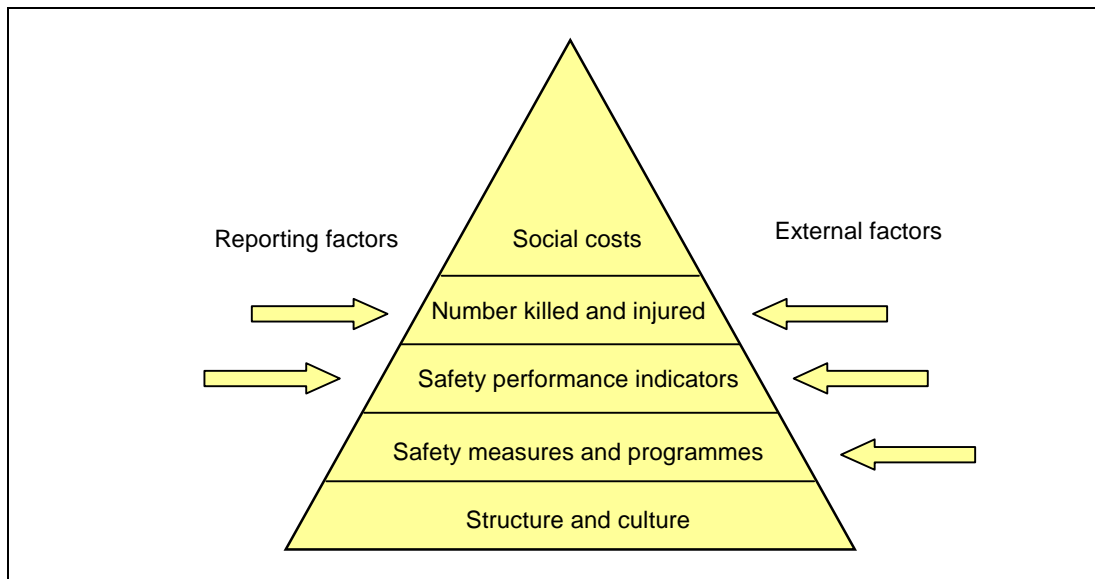 Reporting factors
Social costs
External factors
Number killed and injured
Safety performance indicators
Safety measures and programmes
Structure and culture